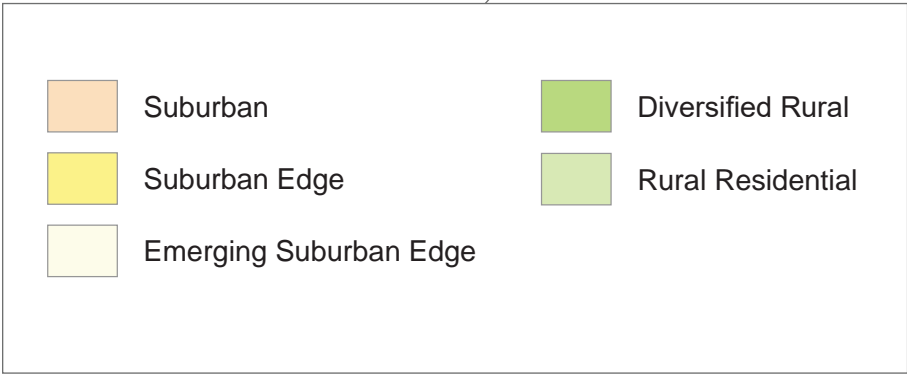 Suburban
Suburban Edge
Emerging Suburban Edge
Diversified Rural
Rural Residential